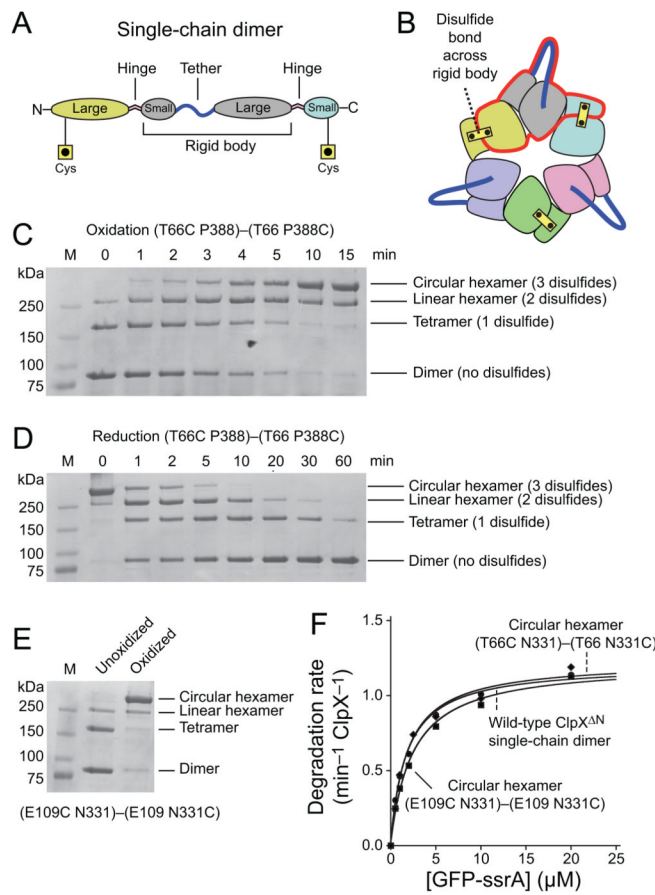 A
Single-chain dimer
Hinge Tether Hinge
N Large Small Large Small C
Rigid body
Cys Cys
B
Disulfide
bond
across
rigid body
C
Oxidation (T66C P388)–(T66 P388C)
M 0 1 2 3 4 5 10 15 min
kDa
250
150
100
75
Circular hexamer (3 disulfides)
Linear hexamer (2 disulfides)
Tetramer (1 disulfide)
Dimer (no disulfides)
D
Reduction (T66C P388)–(T66 P388C)
M 0 1 2 5 10 20 30 60 min
kDa
250
150
100
75
Circular hexamer (3 disulfides)
Linear hexamer (2 disulfides)
Tetramer (1 disulfide)
Dimer (no disulfides)
E
M Unoxidized Oxidized
kDa
250
150
100
75
Circular hexamer
Linear hexamer
Tetramer
Dimer
(E109C N331)–(E109 N331C)
F
Circular hexamer
(T66C N331)–(T66 N331C)
Wild-type ClpXΔN
single-chain dimer
Circular hexamer
(E109C N331)–(E109 N331C)
Degradation rate
(min⁻¹ ClpX⁻¹)
1.5
1.0
0.5
0.0
0 5 10 15 20 25
[GFP-ssrA] (μM)